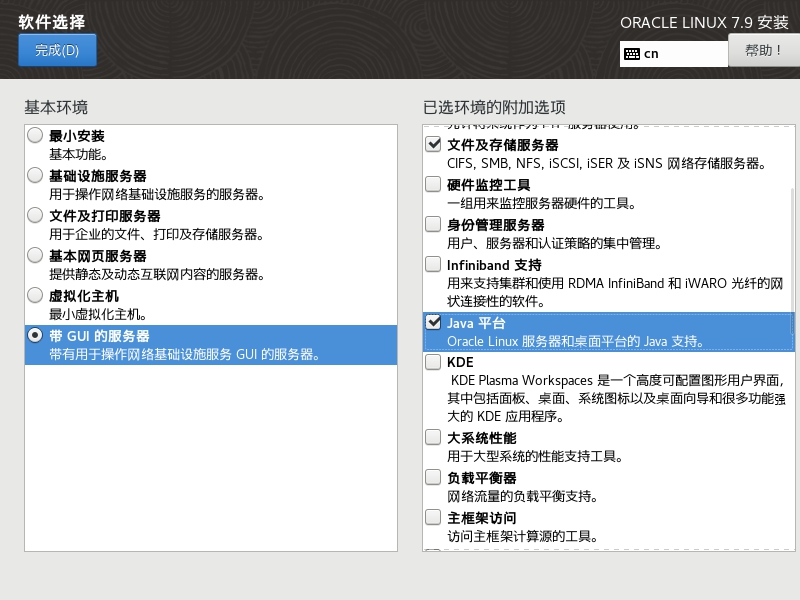 软件选择
完成(D)
ORACLE LINUX 7.9 安装
cn
帮助！
基本环境
最小安装
基本功能。
基础设施服务器
用于操作网络基础设施服务的服务器。
文件及打印服务器
用于企业的文件、打印及存储服务器。
基本网页服务器
提供静态及动态互联网内容的服务器。
虚拟化主机
最小虚拟化主机。
带 GUI 的服务器
带有用于操作网络基础设施服务 GUI 的服务器。
已选环境的附加选项
文件及存储服务器
CIFS, SMB, NFS, iSCSI, iSER 及 iSNS 网络存储服务器。
硬件监控工具
一组用来监控服务器硬件的工具。
身份管理服务器
用户、服务器和认证策略的集中管理。
Infiniband 支持
用来支持集群和使用 RDMA InfiniBand 和 iWARO 光纤的网
状连接性的软件。
Java 平台
Oracle Linux 服务器和桌面平台的 Java 支持。
KDE
KDE Plasma Workspaces 是一个高度可配置图形用户界面，
其中包括面板、桌面、系统图标以及桌面向导和很多功能强
大的 KDE 应用程序。
大系统性能
用于大型系统的性能支持工具。
负载平衡器
网络流量的负载平衡支持。
主框架访问
访问主框架计算源的工具。